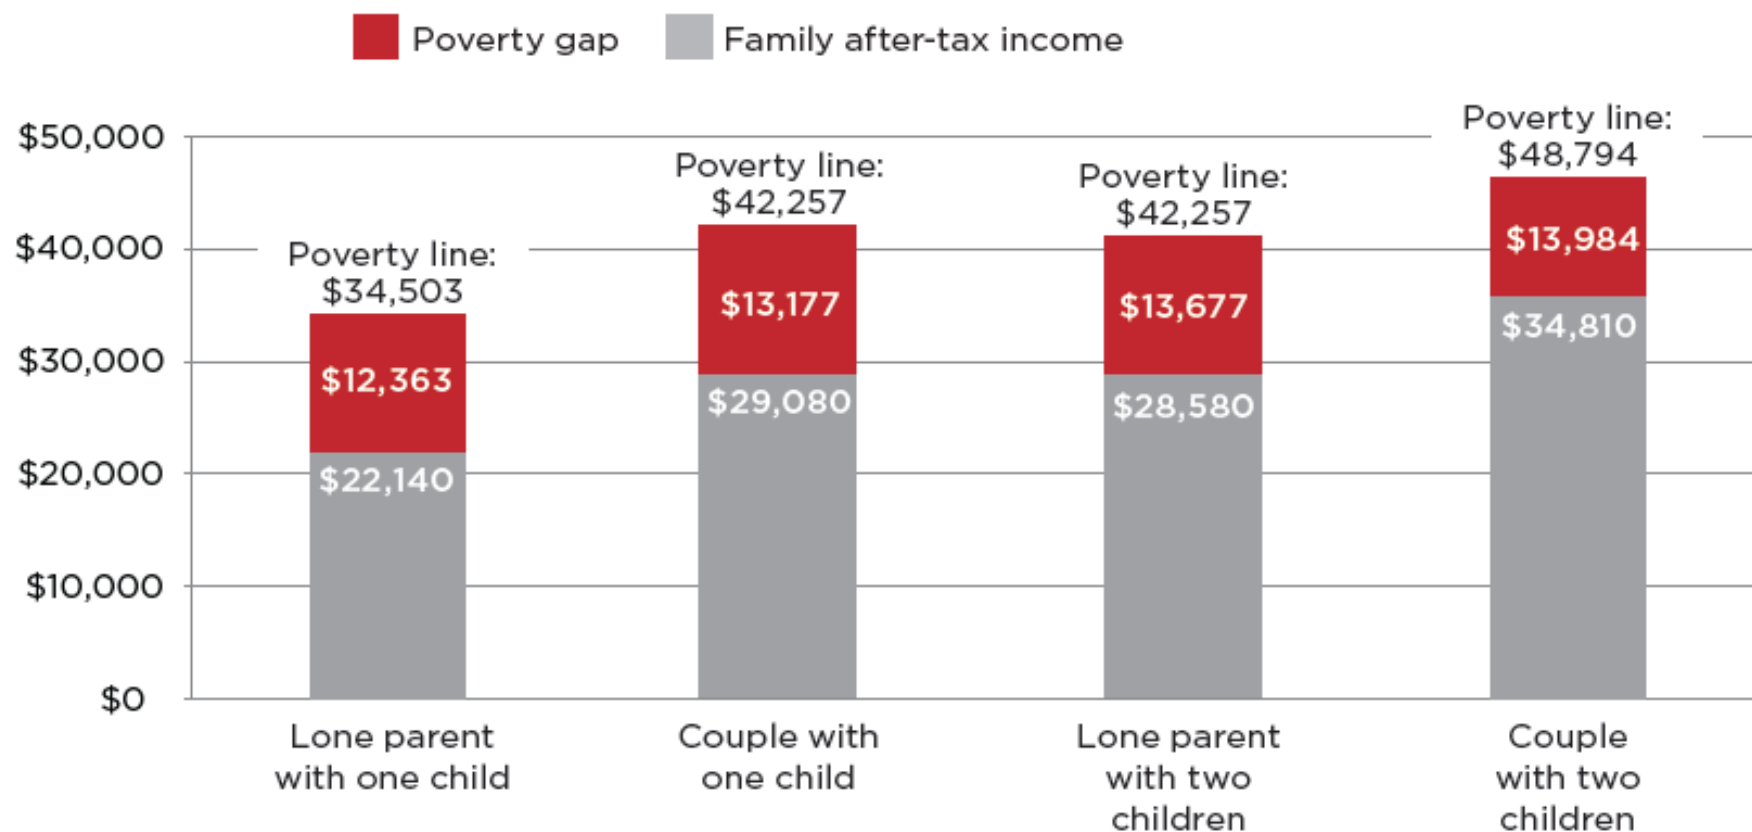 Poverty gap
Family after-tax income
$50,000
$40,000
$30,000
$20,000
$10,000
$0
Poverty line:
$34,503
$12,363
$22,140
Poverty line:
$42,257
$13,177
$29,080
Poverty line:
$42,257
$13,677
$28,580
Poverty line:
$48,794
$13,984
$34,810
Lone parent
with one child
Couple with
one child
Lone parent
with two
children
Couple
with two
children